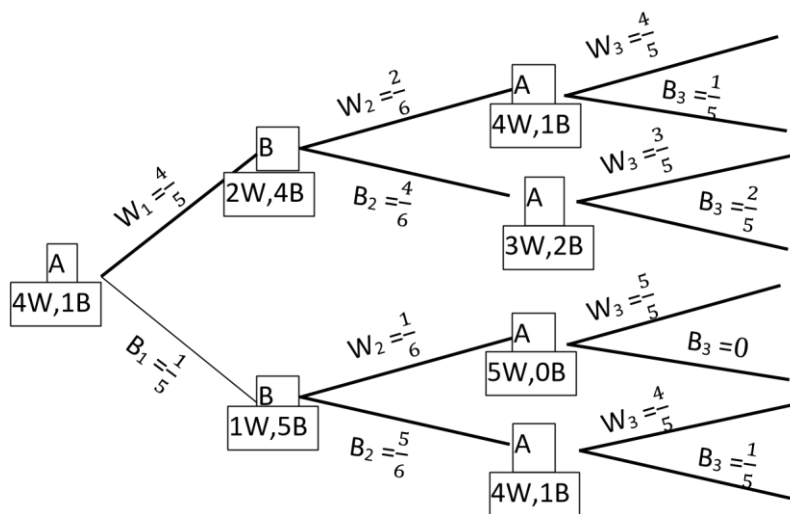 A
4W,1B
W₁ = 4/5
B₁ = 1/5
B
2W,4B
W₂ = 2/6
B₂ = 4/6
B
1W,5B
W₂ = 1/6
B₂ = 5/6
A
4W,1B
W₃ = 4/5
B₃ = 1/5
A
3W,2B
W₃ = 3/5
B₃ = 2/5
A
5W,0B
W₃ = 5/5
B₃ = 0
A
4W,1B
W₃ = 4/5
B₃ = 1/5